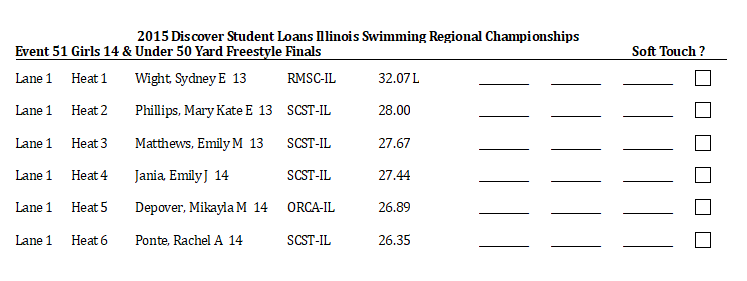 2015 Discover Student Loans Illinois Swimming Regional Championships
Event 51 Girls 14 & Under 50 Yard Freestyle Finals Soft Touch ?
Lane 1 Heat 1 Wight, Sydney E 13 RMSC-IL 32.07 L
Lane 1 Heat 2 Phillips, Mary Kate E 13 SCST-IL 28.00
Lane 1 Heat 3 Matthews, Emily M 13 SCST-IL 27.67
Lane 1 Heat 4 Jania, Emily J 14 SCST-IL 27.44
Lane 1 Heat 5 Depover, Mikayla M 14 ORCA-IL 26.89
Lane 1 Heat 6 Ponte, Rachel A 14 SCST-IL 26.35